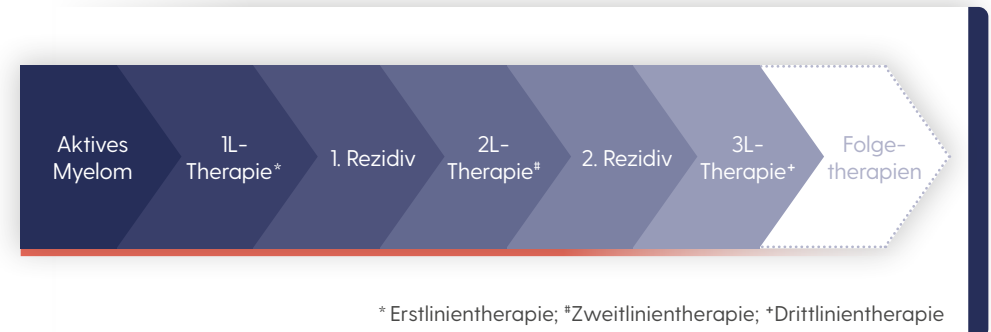 Aktives
Myelom
1L-
Therapie*
1. Rezidiv
2L-
Therapie⧧
2. Rezidiv
3L-
Therapie⁺
Folge-
therapien
* Erstlinientherapie; ⧧Zweitlinientherapie; ⁺Drittlinientherapie